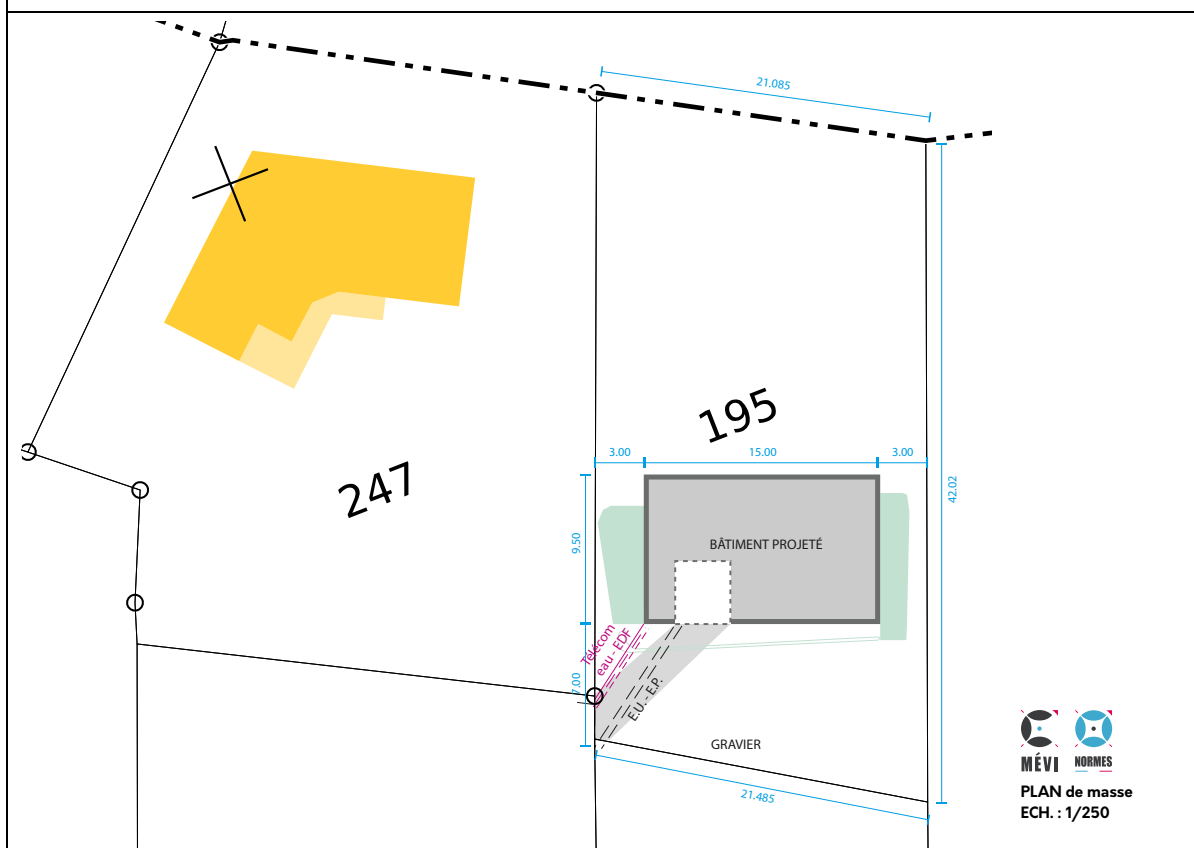 21.085
195
3.00
15.00
3.00
42.02
247
9.50
BÂTIMENT PROJETÉ
Télécom
eau - EDF
7.00
E.U. - E.P.
GRAVIER
21.485
MÉVI
NORMES
PLAN de masse
ECH. : 1/250